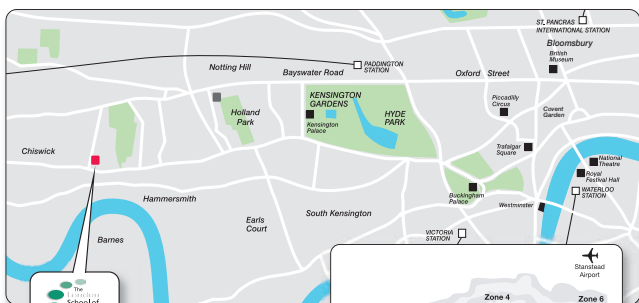 ST. PANCRAS
INTERNATIONAL STATION
Bloomsbury
British
Museum
PADDINGTON
STATION
Notting Hill
Bayswater Road
Oxford Street
KENSINGTON
GARDENS
Kensington
Palace
HYDE
PARK
Holland
Park
Piccadilly
Circus
Covent
Garden
Trafalgar
Square
National
Theatre
Royal
Festival Hall
WATERLOO
STATION
Chiswick
Hammersmith
Buckingham
Palace
Westminster
Earls
Court
South Kensington
VICTORIA
STATION
Barnes
Stanstead
Airport
Zone 4
Zone 6
The
London
School of